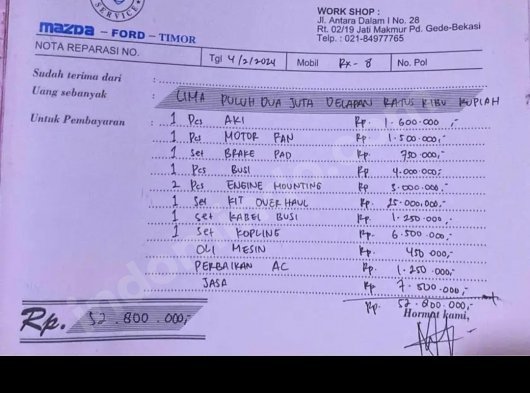 SERVICE
WORK SHOP :
Jl. Antara Dalam I No. 28
Rt. 02/19 Jati Makmur Pd. Gede-Bekasi
Telp. : 021-84977765
mazda - FORD - TIMOR
NOTA REPARASI NO. Tgl 4/2/2024 Mobil RX-8 No. Pol
Sudah terima dari :
Uang sebanyak : LIMA PULUH DUA JUTA DELAPAN RATUS RIBU RUPIAH
Untuk Pembayaran : 1 Pcs AKI Rp. 1.600.000,-
1 Pcs MOTOR FAN Rp. 1.500.000,-
1 Set BRAKE PAD Rp 750.000,-
1 Pcs BUSI Rp 4.000.000,-
2 Pcs ENGINE MOUNTING Rp 3.000.000,-
1 Set KIT OVERHAUL Rp. 25.000.000,-
1 Set KABEL BUSI Rp. 1.250.000,-
1 Set KOPLING Rp. 6.500.000,-
OLI MESIN Rp 450.000,-
PERBAIKAN AC Rp. 1.250.000,-
JASA Rp 7.500.000,-
Rp. 52.800.000,-
Rp. 52.800.000,-
Hormat kami,